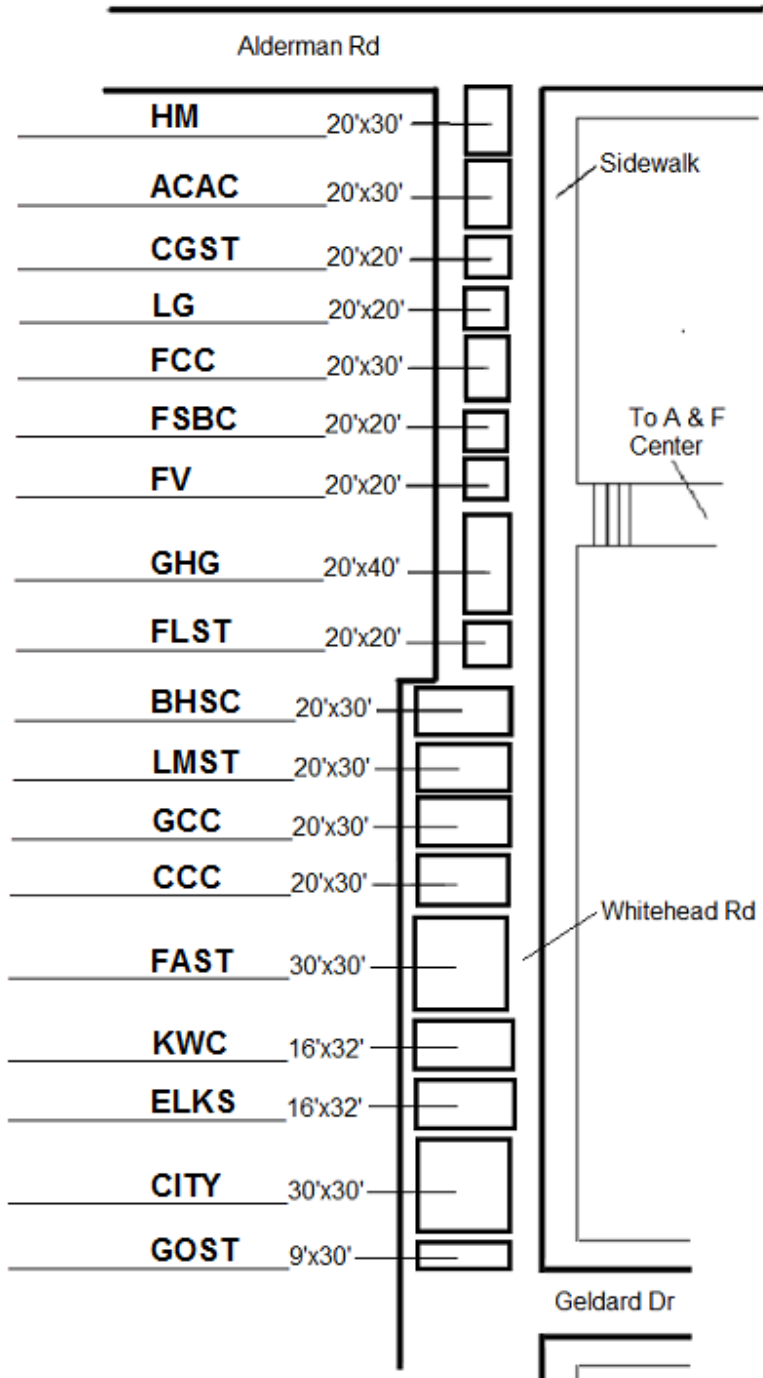 Alderman Rd
HM 20'x30'
Sidewalk
ACAC 20'x30'
CGST 20'x20'
LG 20'x20'
FCC 20'x30'
FSBC 20'x20'
To A & F
Center
FV 20'x20'
GHG 20'x40'
FLST 20'x20'
BHSC 20'x30'
LMST 20'x30'
GCC 20'x30'
CCC 20'x30'
Whitehead Rd
FAST 30'x30'
KWC 16'x32'
ELKS 16'x32'
CITY 30'x30'
GOST 9'x30'
Geldard Dr